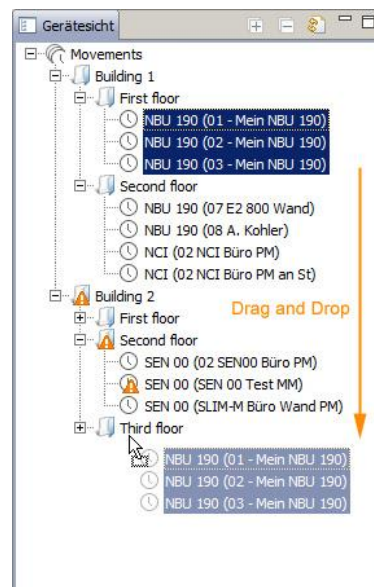 Gerätesicht
Movements
Building 1
First floor
NBU 190 (01 - Mein NBU 190)
NBU 190 (02 - Mein NBU 190)
NBU 190 (03 - Mein NBU 190)
Second floor
NBU 190 (07 E2 800 Wand)
NBU 190 (08 A. Kohler)
NCI (02 NCI Büro PM)
NCI (02 NCI Büro PM an St)
Building 2
Drag and Drop
First floor
Second floor
SEN 00 (02 SEN00 Büro PM)
SEN 00 (SEN 00 Test MM)
SEN 00 (SLIM-M Büro Wand PM)
Third floor
NBU 190 (01 - Mein NBU 190)
NBU 190 (02 - Mein NBU 190)
NBU 190 (03 - Mein NBU 190)